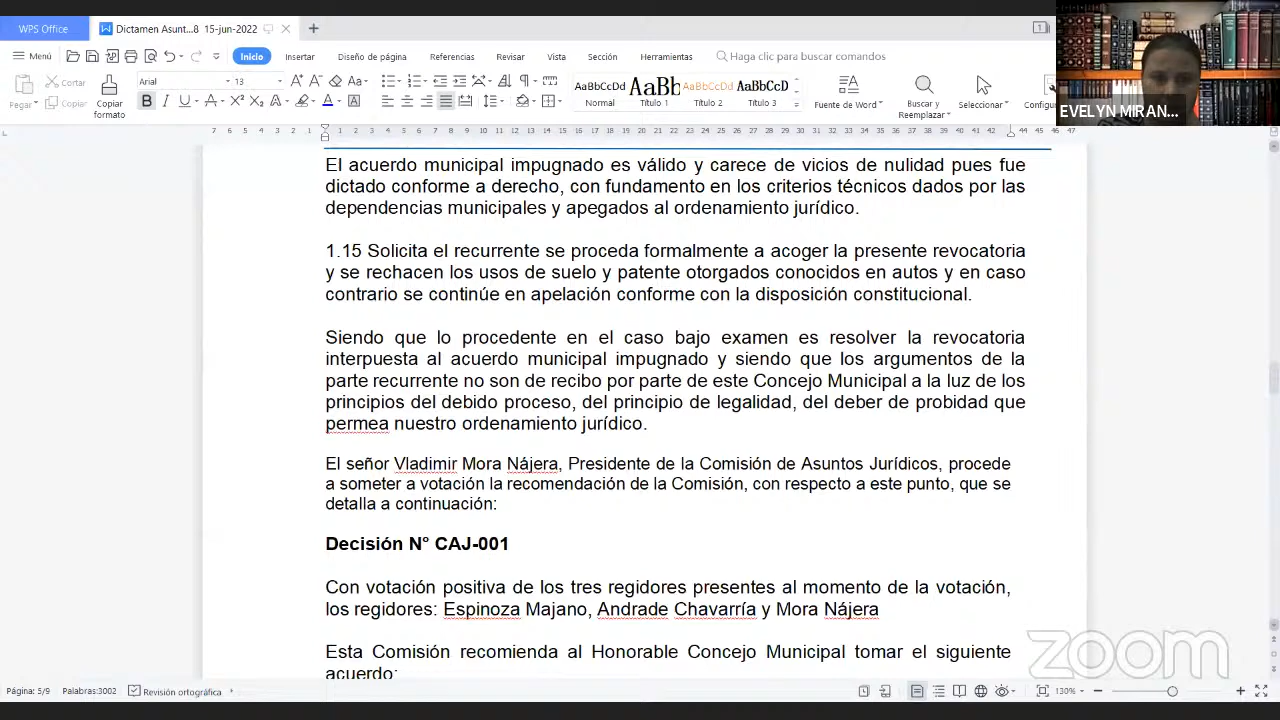 WPS Office
Dictamen Asunt...8 15-jun-2022
Menú
Inicio
Insertar
Referencias
Vista
Sección
Herramientas
Haga clic para buscar comandos
Pegar
Cortar
Copiar
Copiar formato
Arial
13
AaBbCcDd
AaBb
AaBbCcDd
AaBbCcD
Normal
Título 1
Título 2
Título 3
Fuente de Word
Buscar y Reemplazar
Seleccionar
EVELYN MIRAN...
El acuerdo municipal impugnado es válido y carece de vicios de nulidad pues fue
dictado conforme a derecho, con fundamento en los criterios técnicos dados por las
dependencias municipales y apegados al ordenamiento jurídico.
1.15 Solicita el recurrente se proceda formalmente a acoger la presente revocatoria
y se rechacen los usos de suelo y patente otorgados conocidos en autos y en caso
contrario se continúe en apelación conforme con la disposición constitucional.
Siendo que lo procedente en el caso bajo examen es resolver la revocatoria
interpuesta al acuerdo municipal impugnado y siendo que los argumentos de la
parte recurrente no son de recibo por parte de este Concejo Municipal a la luz de los
principios del debido proceso, del principio de legalidad, del deber de probidad que
permea nuestro ordenamiento jurídico.
El señor Vladimir Mora Nájera, Presidente de la Comisión de Asuntos Jurídicos, procede
a someter a votación la recomendación de la Comisión, con respecto a este punto, que se
detalla a continuación:
Decisión N° CAJ-001
Con votación positiva de los tres regidores presentes al momento de la votación,
los regidores: Espinoza Majano, Andrade Chavarría y Mora Nájera
Esta Comisión recomienda al Honorable Concejo Municipal tomar el siguiente
acuerdo:
zoom
Página: 5/9
Palabras:3002
Revisión ortográfica
130%